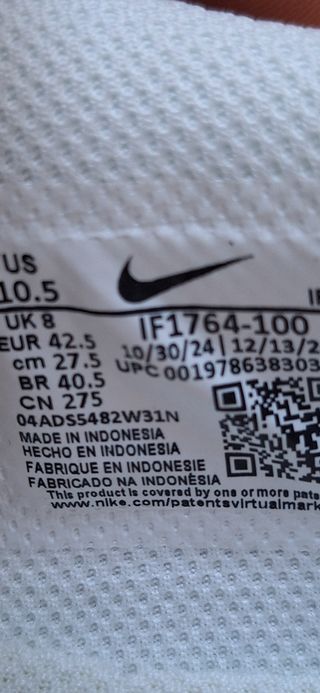 US
10.5
UK 8
EUR 42.5
cm 27.5
BR 40.5
CN 275
IF1764-100
10/30/24 | 12/13/2
UPC 001978638303
04ADS5482W31N
MADE IN INDONESIA
HECHO EN INDONESIA
FABRIQUE EN INDONESIE
FABRICADO NA INDONÉSIA
This product is covered by one or more pate
www.nike.com/patentsvirtualmark